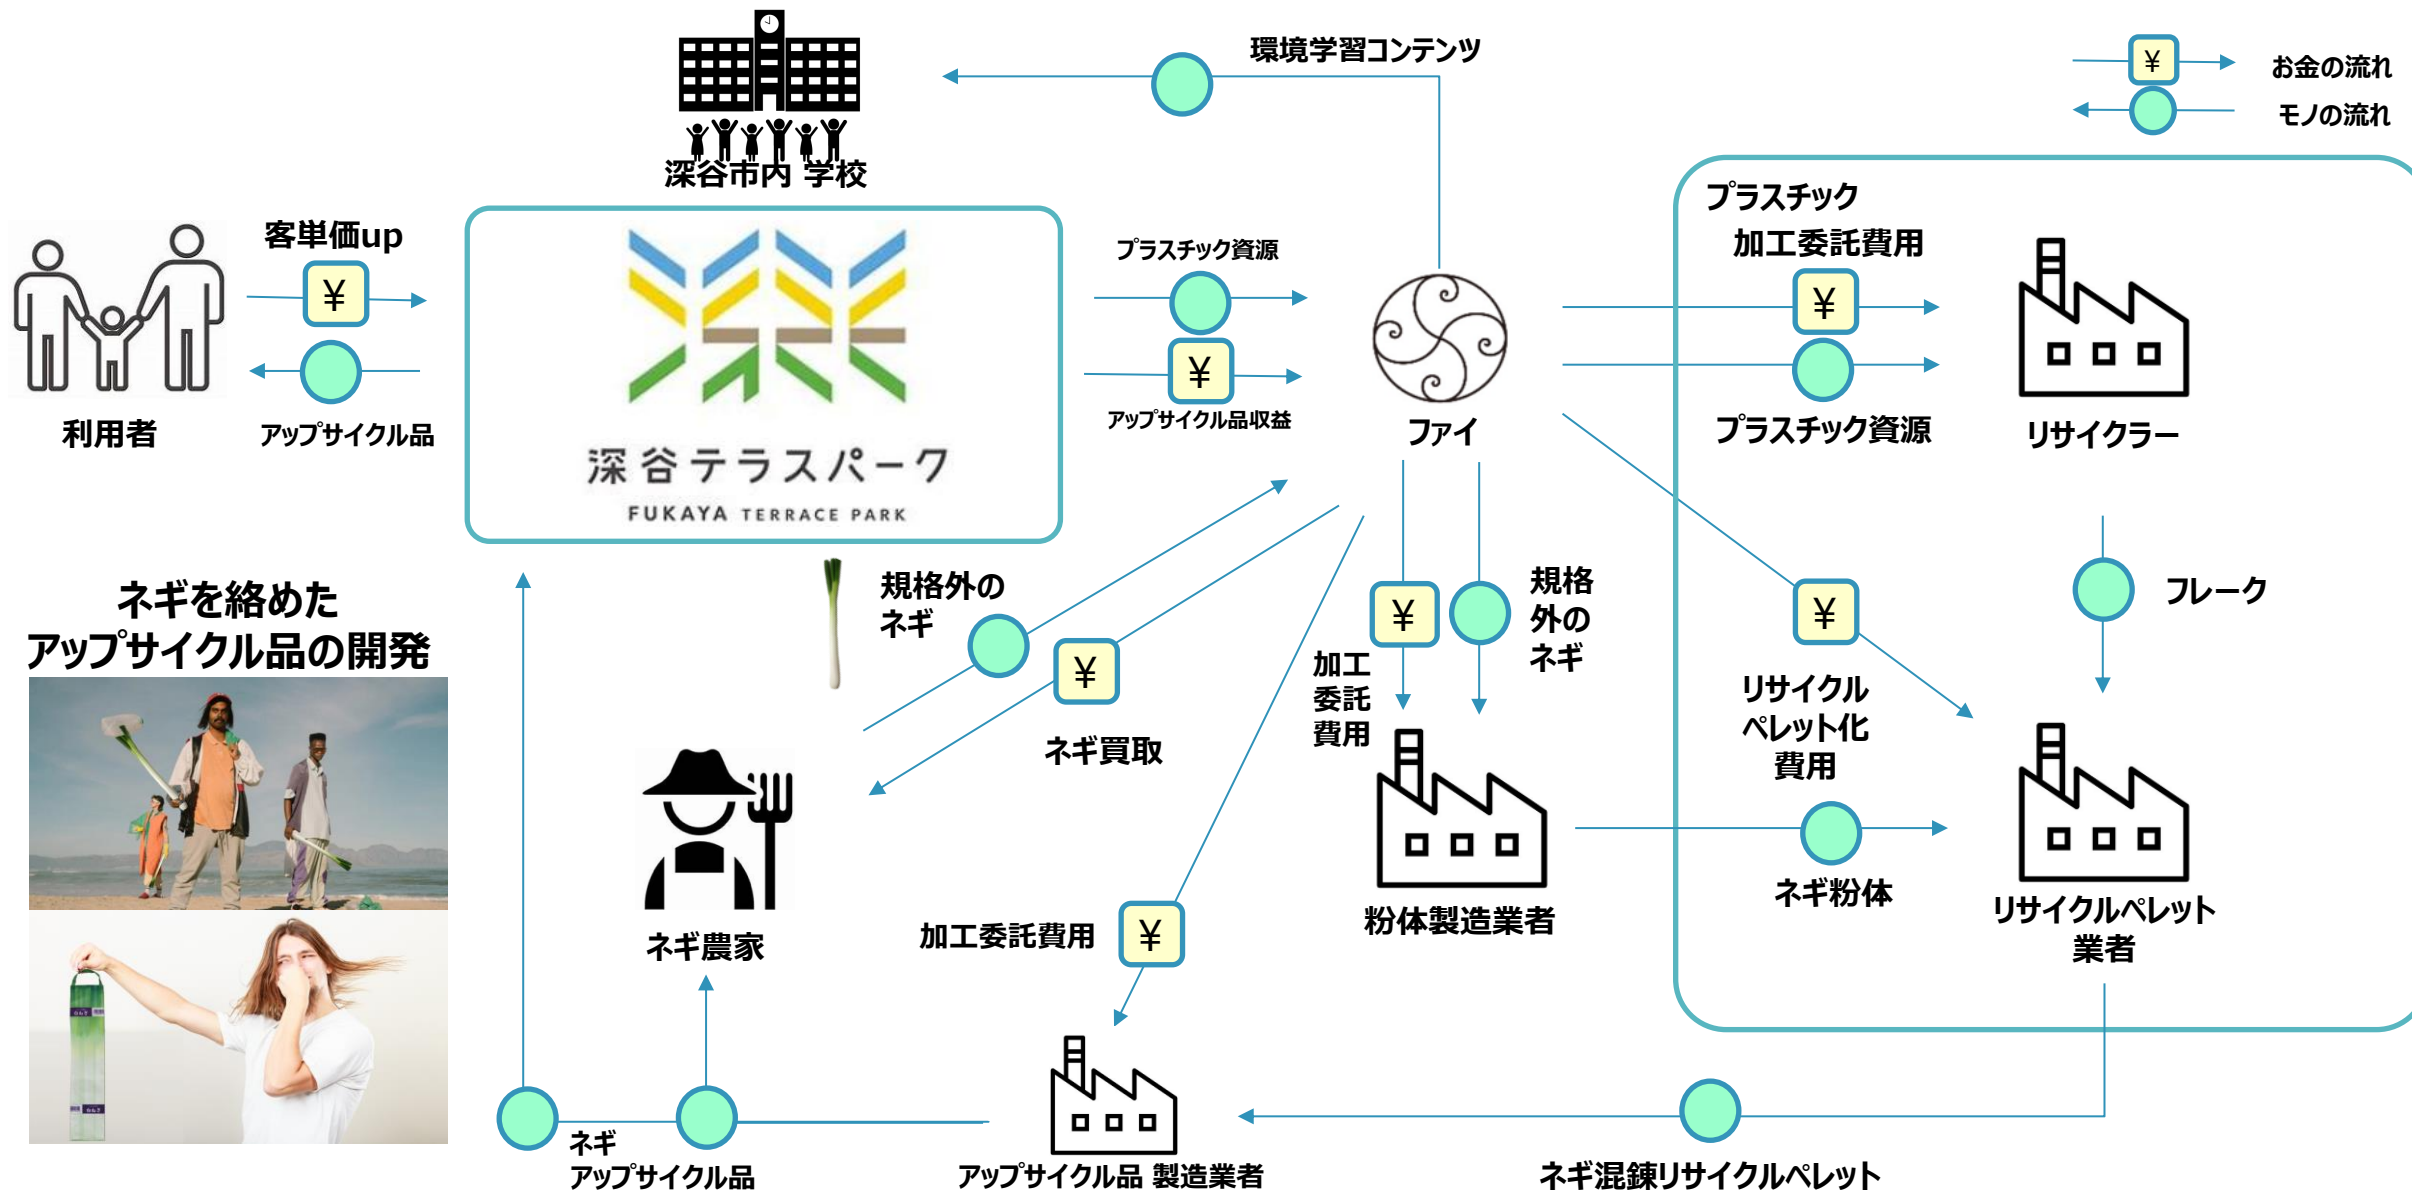 環境学習コンテンツ
¥
お金の流れ
モノの流れ
深谷市内 学校
客単価up
¥
利用者
アップサイクル品
深谷テラスパーク
FUKAYA TERRACE PARK
プラスチック資源
¥
アップサイクル品収益
ファイ
プラスチック
加工委託費用
¥
プラスチック資源
リサイクラー
ネギを絡めた
アップサイクル品の開発
規格外の
ネギ
¥
ネギ買取
¥
加工
委託
費用
規格
外の
ネギ
¥
リサイクル
ペレット化
費用
フレーク
ネギ農家
加工委託費用
¥
粉体製造業者
ネギ粉体
リサイクルペレット
業者
ネギ
アップサイクル品
アップサイクル品 製造業者
ネギ混錬リサイクルペレット